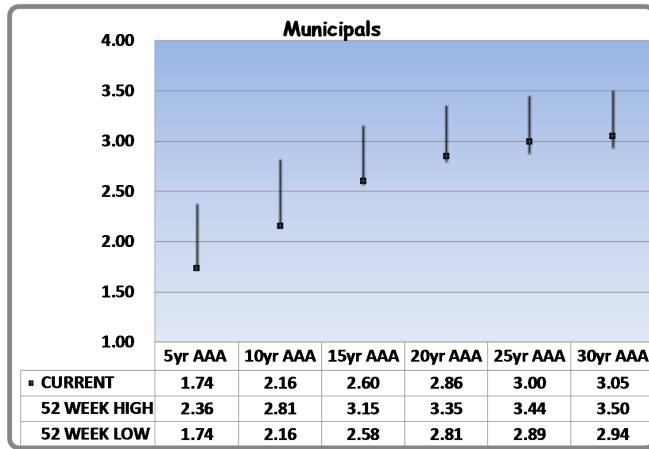 Municipals
4.00
3.50
3.00
2.50
2.00
1.50
1.00
5yr AAA 10yr AAA 15yr AAA 20yr AAA 25yr AAA 30yr AAA
CURRENT 1.74 2.16 2.60 2.86 3.00 3.05
52 WEEK HIGH 2.36 2.81 3.15 3.35 3.44 3.50
52 WEEK LOW 1.74 2.16 2.58 2.81 2.89 2.94